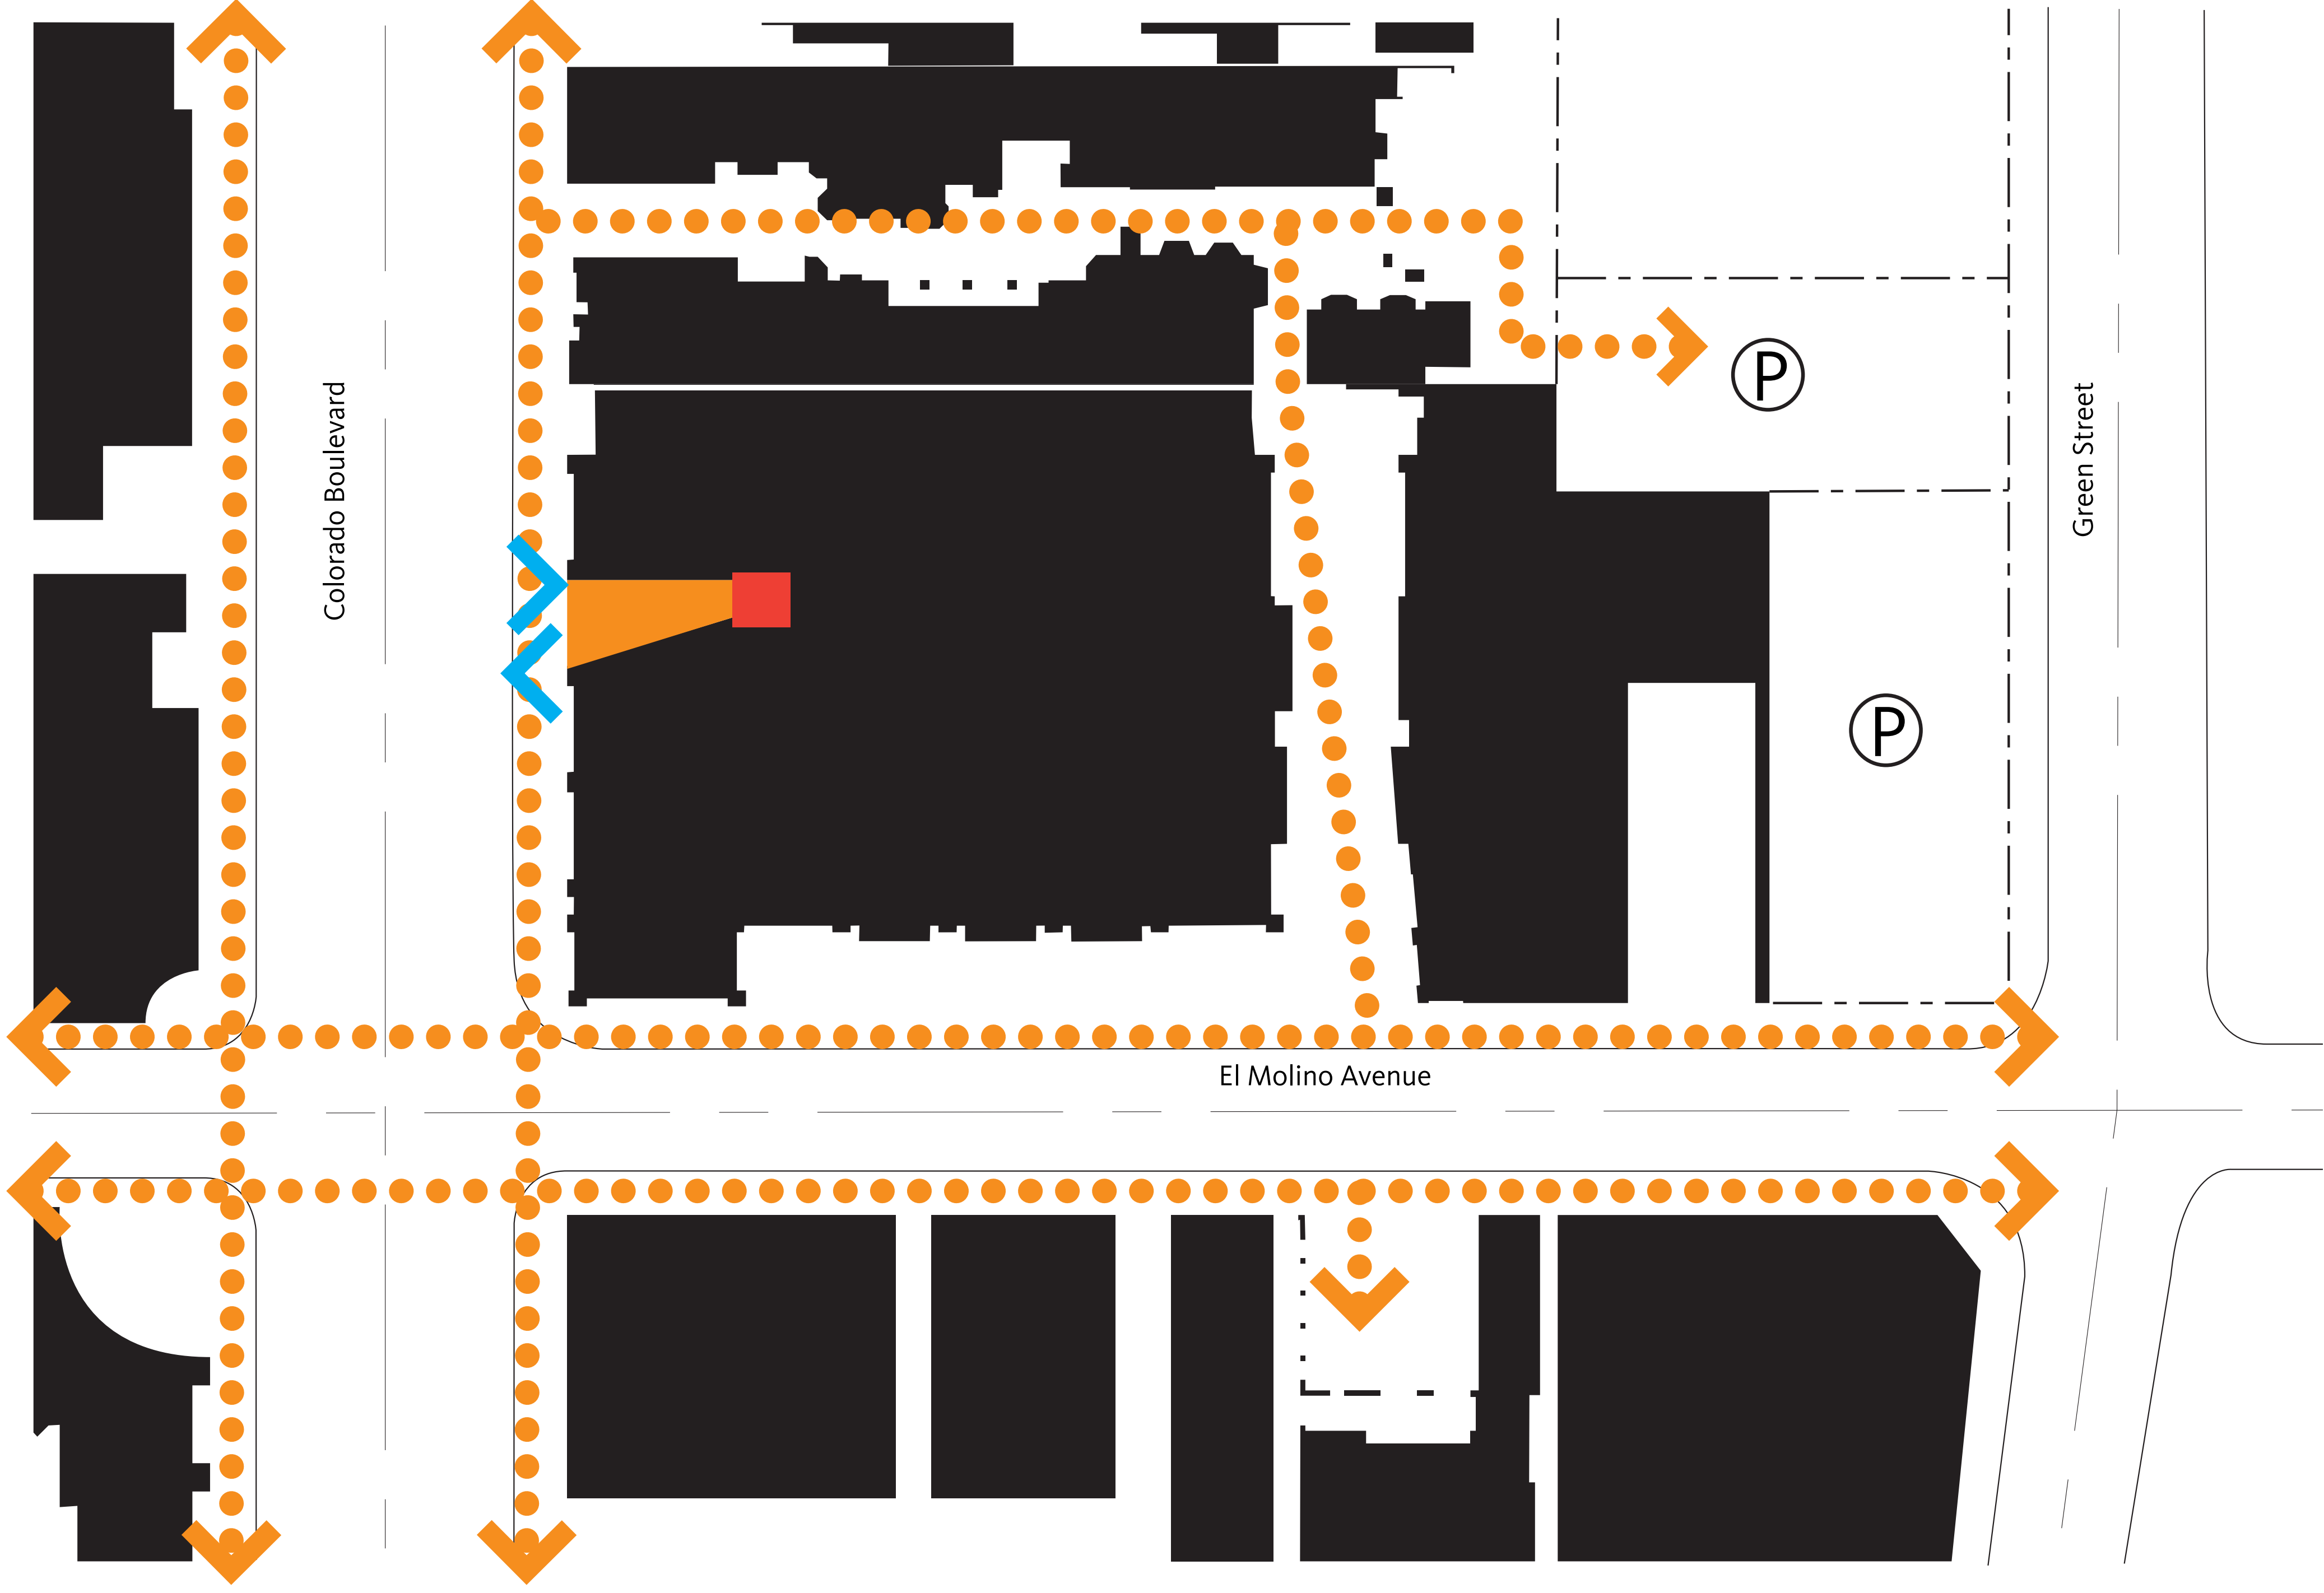 Colorado Boulevard
Green Street
P
P
El Molino Avenue